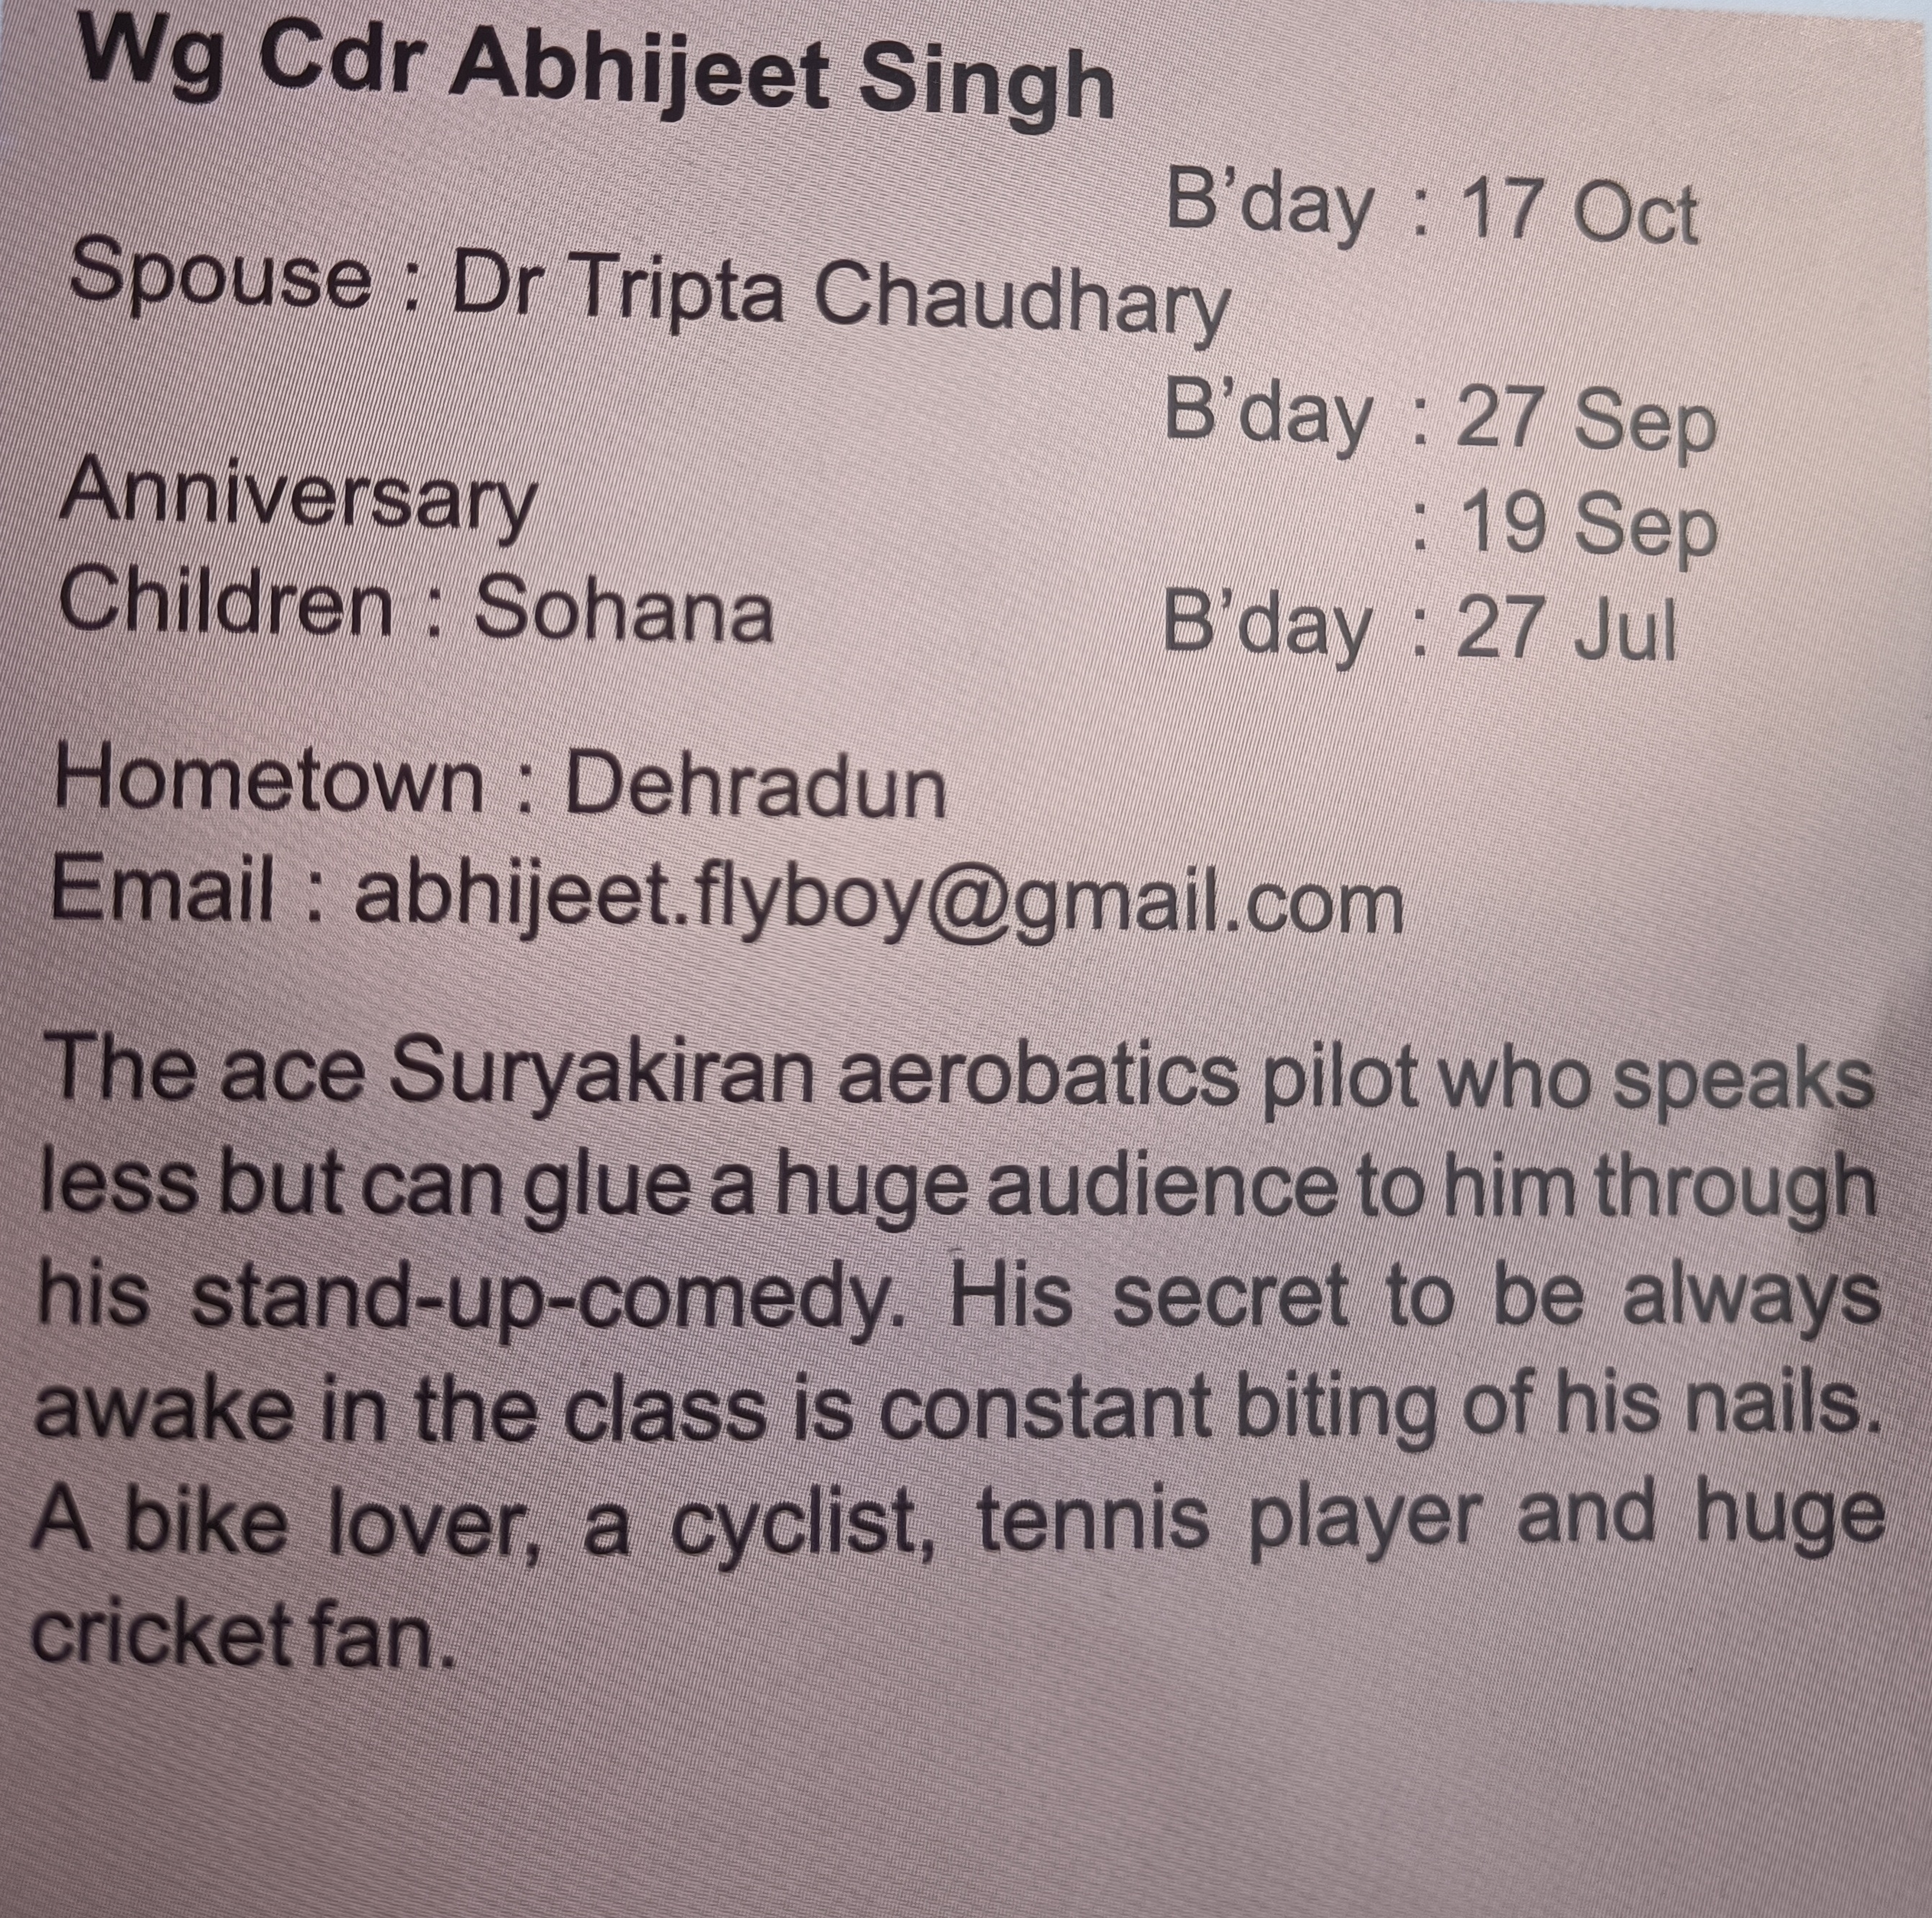 Wg Cdr Abhijeet Singh
B'day : 17 Oct
Spouse : Dr Tripta Chaudhary
B'day : 27 Sep
Anniversary : 19 Sep
Children : Sohana B'day : 27 Jul
Hometown : Dehradun
Email : abhijeet.flyboy@gmail.com
The ace Suryakiran aerobatics pilot who speaks
less but can glue a huge audience to him through
his stand-up-comedy. His secret to be always
awake in the class is constant biting of his nails.
A bike lover, a cyclist, tennis player and huge
cricket fan.